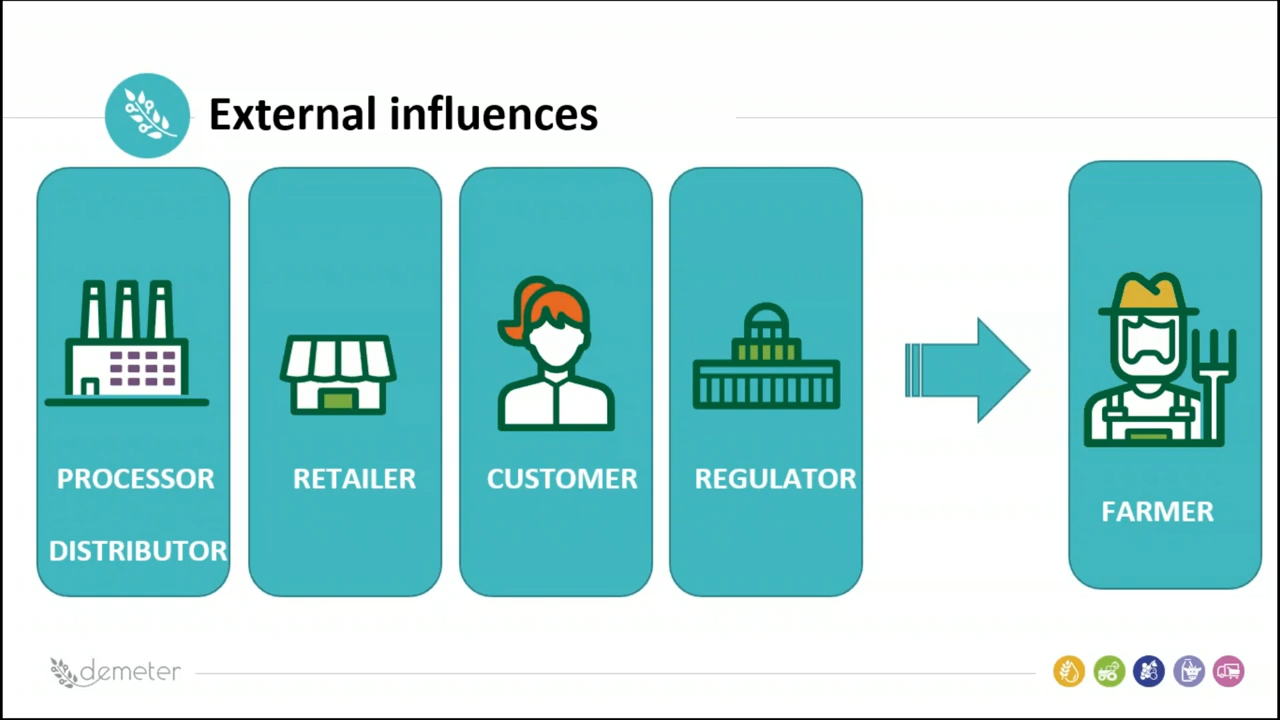 External influences
PROCESSOR
DISTRIBUTOR
RETAILER
CUSTOMER
REGULATOR
FARMER
demeter